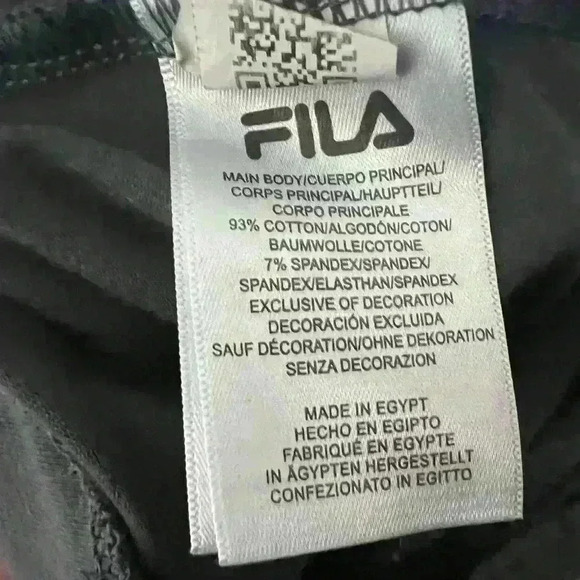 FILA
MAIN BODY/CUERPO PRINCIPAL/
CORPS PRINCIPAL/HAUPTTEIL/
CORPO PRINCIPALE
93% COTTON/ALGODÓN/COTON/
BAUMWOLLE/COTONE
7% SPANDEX/SPANDEX/
SPANDEX/ELASTHAN/SPANDEX
EXCLUSIVE OF DECORATION
DECORACIÓN EXCLUIDA
SAUF DÉCORATION/OHNE DEKORATION
SENZA DECORAZION
MADE IN EGYPT
HECHO EN EGIPTO
FABRIQUÉ EN EGYPTE
IN ÄGYPTEN HERGESTELLT
CONFEZIONATO IN EGITTO